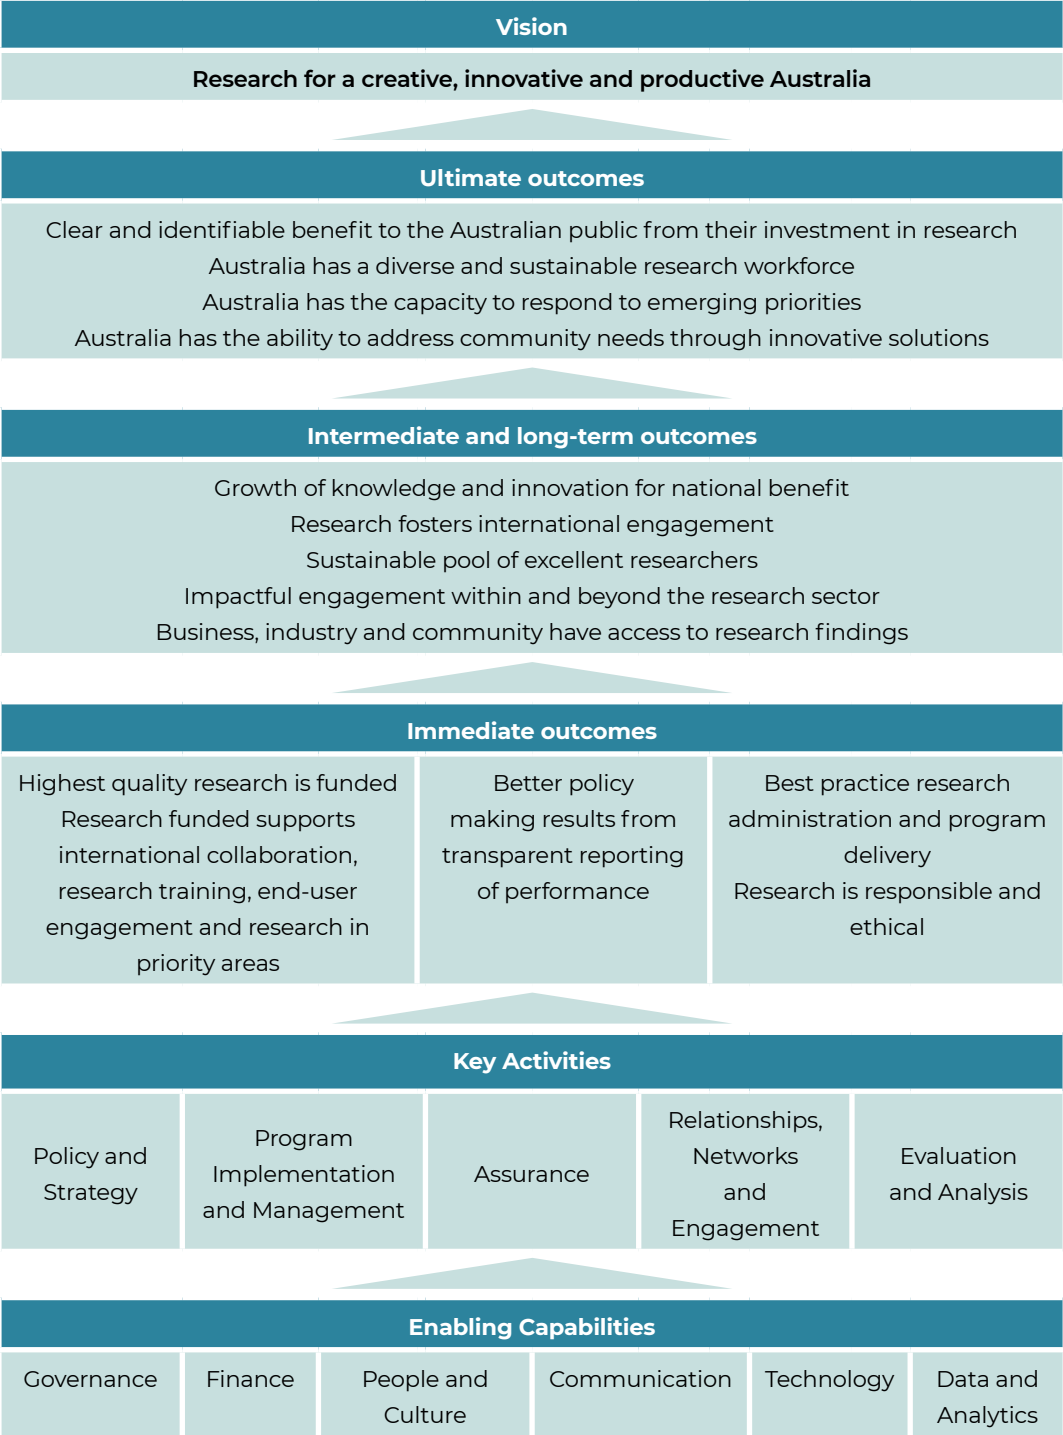 Vision
Research for a creative, innovative and productive Australia
Ultimate outcomes
Clear and identifiable benefit to the Australian public from their investment in research
Australia has a diverse and sustainable research workforce
Australia has the capacity to respond to emerging priorities
Australia has the ability to address community needs through innovative solutions
Intermediate and long-term outcomes
Growth of knowledge and innovation for national benefit
Research fosters international engagement
Sustainable pool of excellent researchers
Impactful engagement within and beyond the research sector
Business, industry and community have access to research findings
Immediate outcomes
Highest quality research is funded
Research funded supports
international collaboration,
research training, end-user
engagement and research in
priority areas
Better policy
making results from
transparent reporting
of performance
Best practice research
administration and program
delivery
Research is responsible and
ethical
Key Activities
Policy and
Strategy
Program
Implementation
and Management
Assurance
Relationships,
Networks
and
Engagement
Evaluation
and Analysis
Enabling Capabilities
Governance
Finance
People and
Culture
Communication
Technology
Data and
Analytics